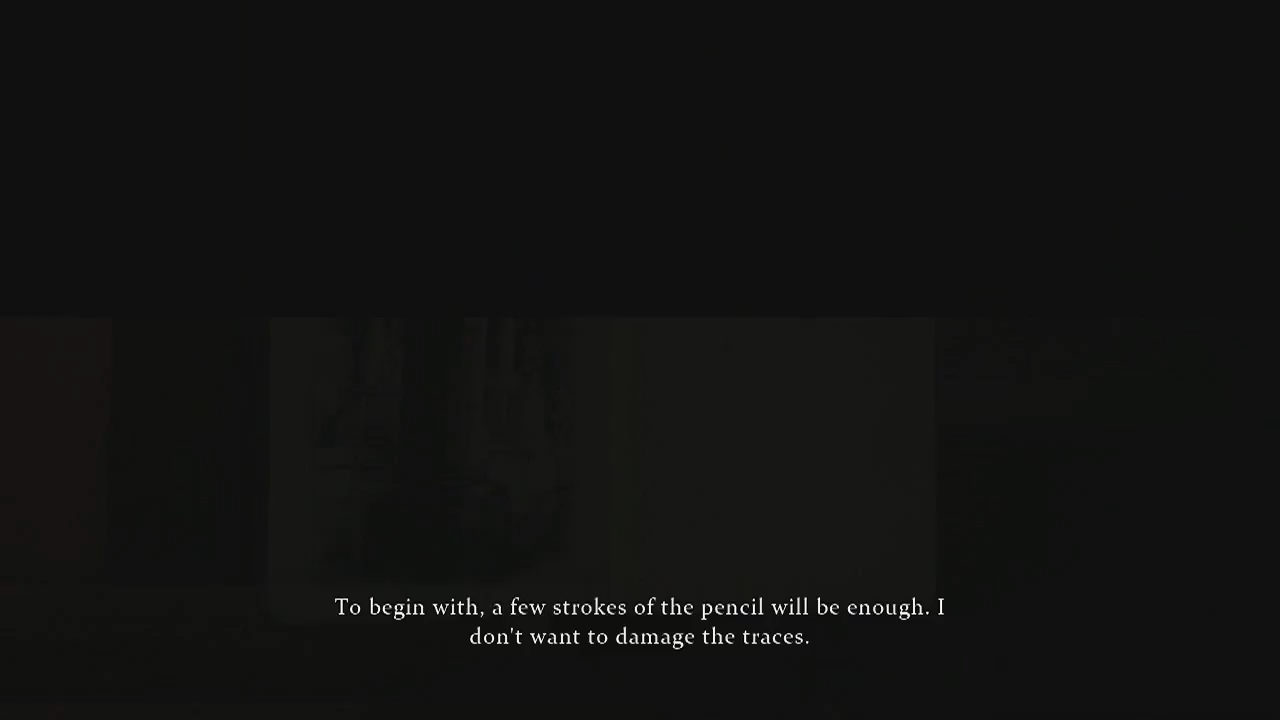 To begin with, a few strokes of the pencil will be enough. I
don't want to damage the traces.